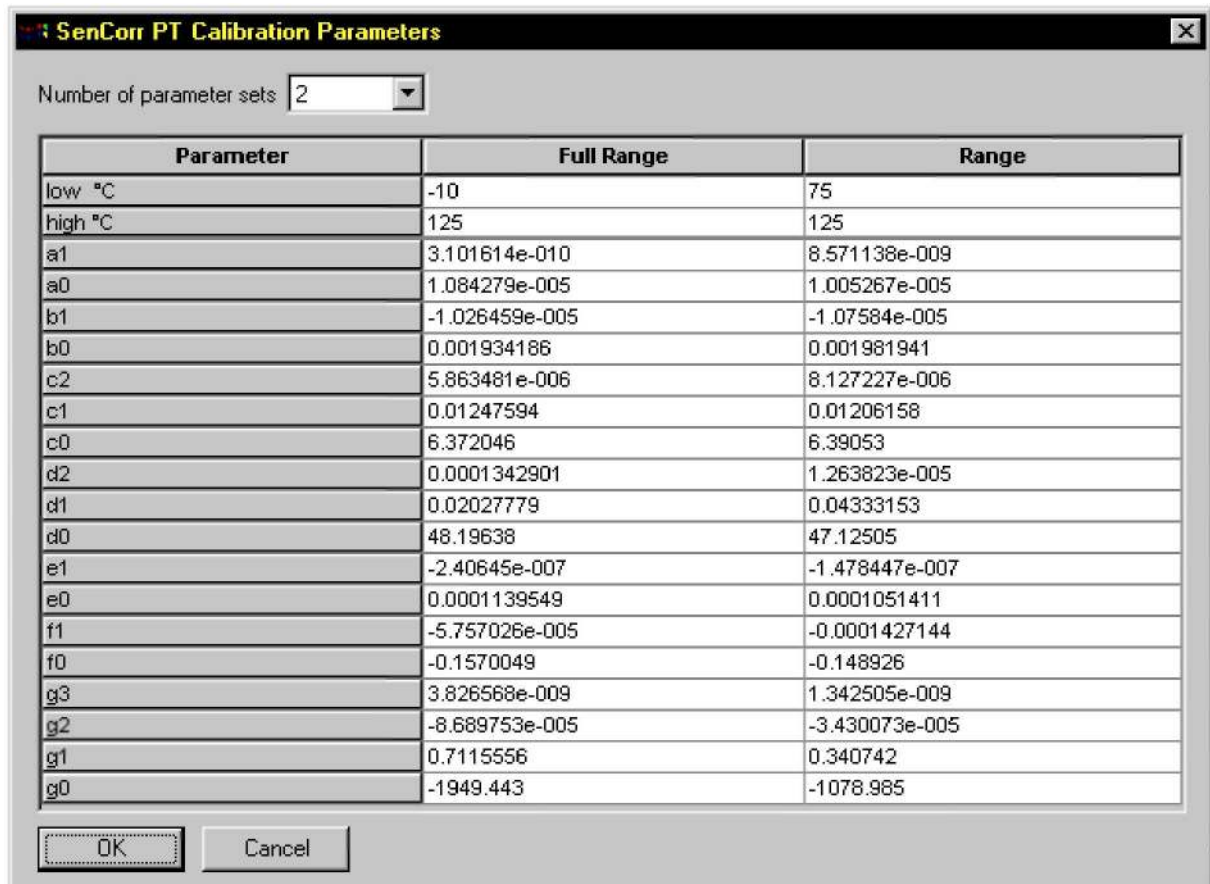 SenCorr PT Calibration Parameters
Number of parameter sets 2
Parameter Full Range Range
low °C -10 75
high °C 125 125
a1 3.101614e-010 8.571138e-009
a0 1.084279e-005 1.005267e-005
b1 -1.026459e-005 -1.07584e-005
b0 0.001934186 0.001981941
c2 5.863481e-006 8.127227e-006
c1 0.01247594 0.01206158
c0 6.372046 6.39053
d2 0.0001342901 1.263823e-005
d1 0.02027779 0.04333153
d0 48.19638 47.12505
e1 -2.40645e-007 -1.478447e-007
e0 0.0001139549 0.0001051411
f1 -5.757026e-005 -0.0001427144
f0 -0.1570049 -0.148926
g3 3.826568e-009 1.342505e-009
g2 -8.689753e-005 -3.430073e-005
g1 0.7115556 0.340742
g0 -1949.443 -1078.985
OK Cancel